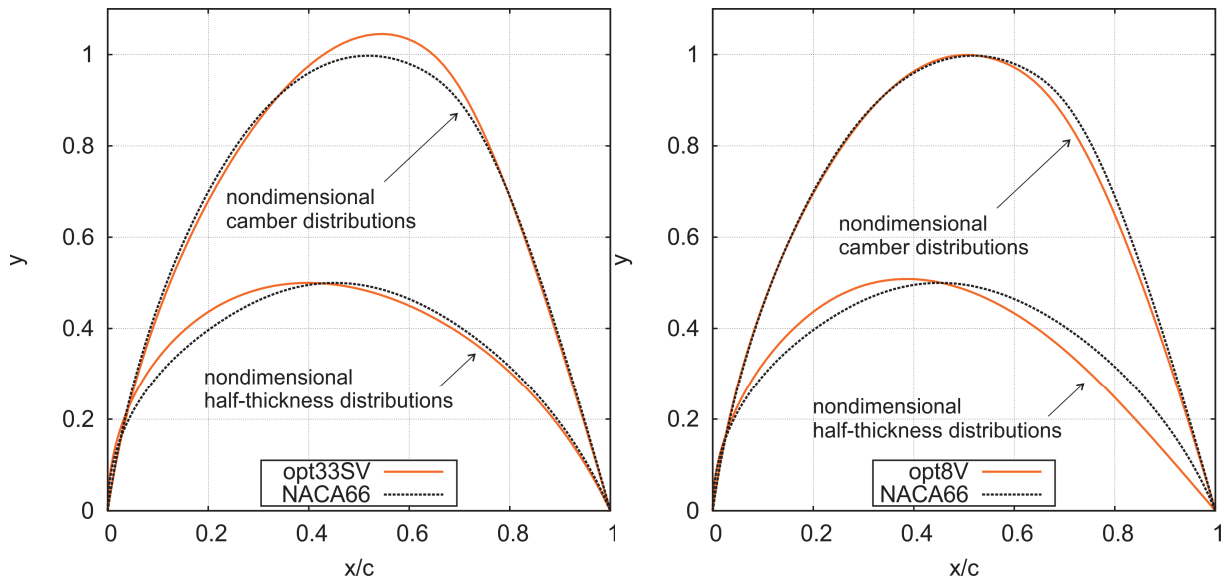 1
0.8
0.6
0.4
0.2
0
y
nondimensional
camber distributions
nondimensional
half-thickness distributions
opt33SV
NACA66
0 0.2 0.4 0.6 0.8 1
x/c
1
0.8
0.6
0.4
0.2
0
y
nondimensional
camber distributions
nondimensional
half-thickness distributions
opt8V
NACA66
0 0.2 0.4 0.6 0.8 1
x/c